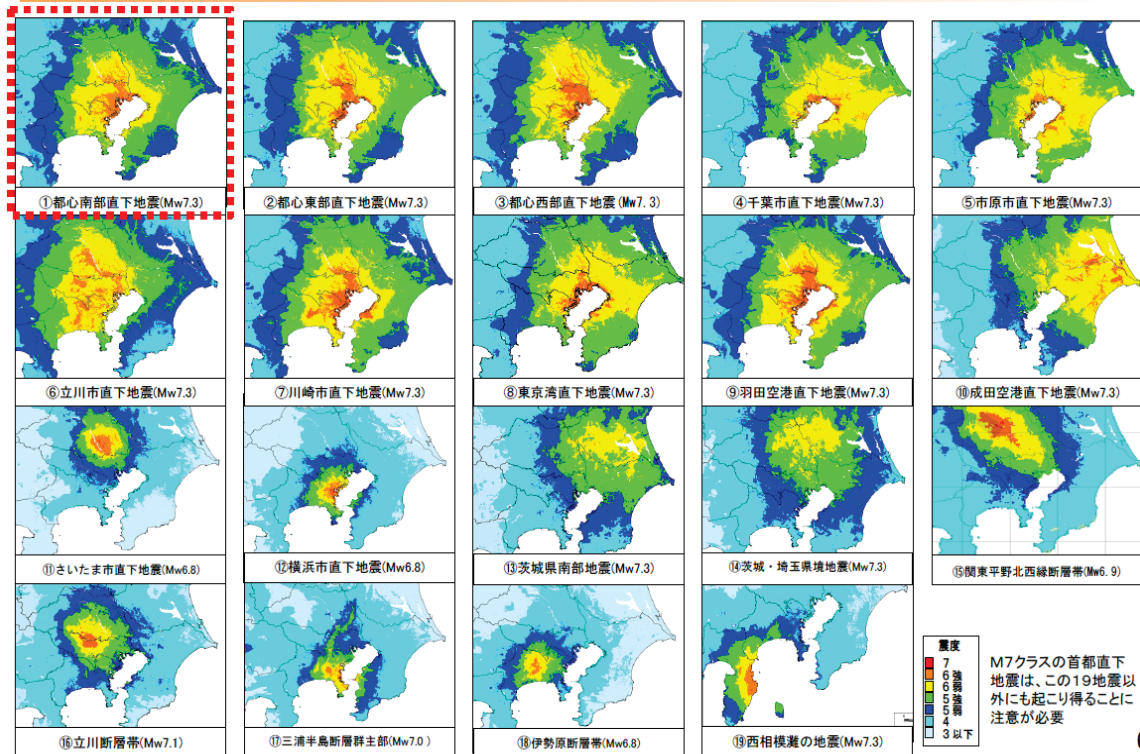 ①都心南部直下地震(Mw7.3)
②都心東部直下地震(Mw7.3)
③都心西部直下地震(Mw7.3)
④千葉市直下地震(Mw7.3)
⑤市原市直下地震(Mw7.3)
⑥立川市直下地震(Mw7.3)
⑦川崎市直下地震(Mw7.3)
⑧東京湾直下地震(Mw7.3)
⑨羽田空港直下地震(Mw7.3)
⑩成田空港直下地震(Mw7.3)
⑪さいたま市直下地震(Mw6.8)
⑫横浜市直下地震(Mw6.8)
⑬茨城県南部地震(Mw7.3)
⑭茨城・埼玉県境地震(Mw7.3)
⑮関東平野北西縁断層帯(Mw6.9)
⑯立川断層帯(Mw7.1)
⑰三浦半島断層群主部(Mw7.0)
⑱伊勢原断層帯(Mw6.8)
⑲西相模灘の地震(Mw7.3)
震度
7
6強
6弱
5強
5弱
4
3以下
M7クラスの首都直下
地震は、この19地震以
外にも起こり得ることに
注意が必要